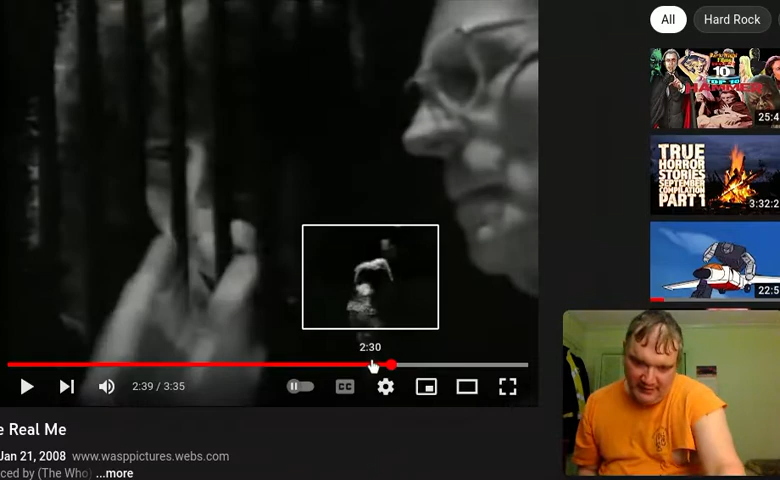 All
Hard Rock
10
HAMMER
25:4
TRUE
HORROR
STORIES
SEPTEMBER
COMPILATION
PART 1
3:32:2
22:5
2:30
2:39 / 3:35
CC
e Real Me
Jan 21, 2008 www.wasppictures.webs.com
ced by (The Who) ...more